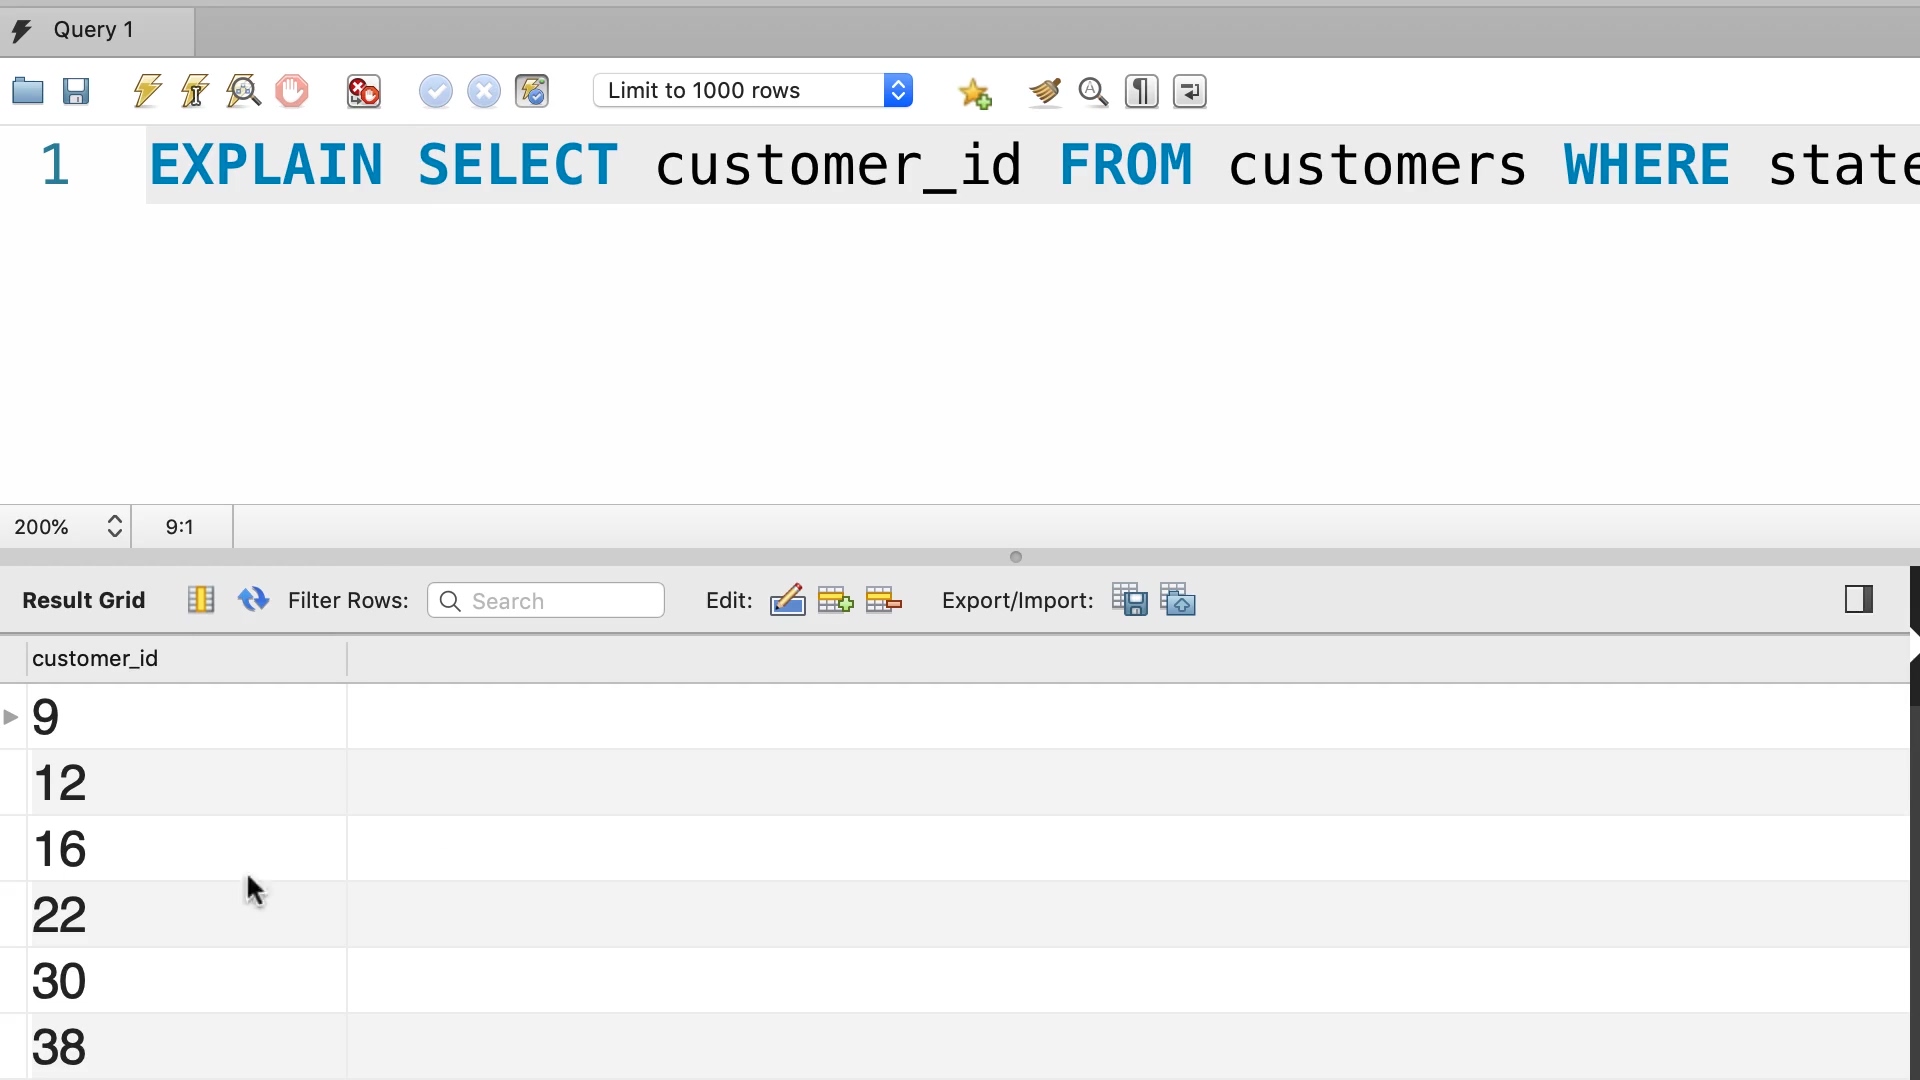 Query 1
Limit to 1000 rows
1 EXPLAIN SELECT customer_id FROM customers WHERE state
200% 9:1
Result Grid Filter Rows: Search Edit: Export/Import:
customer_id
9
12
16
22
30
38